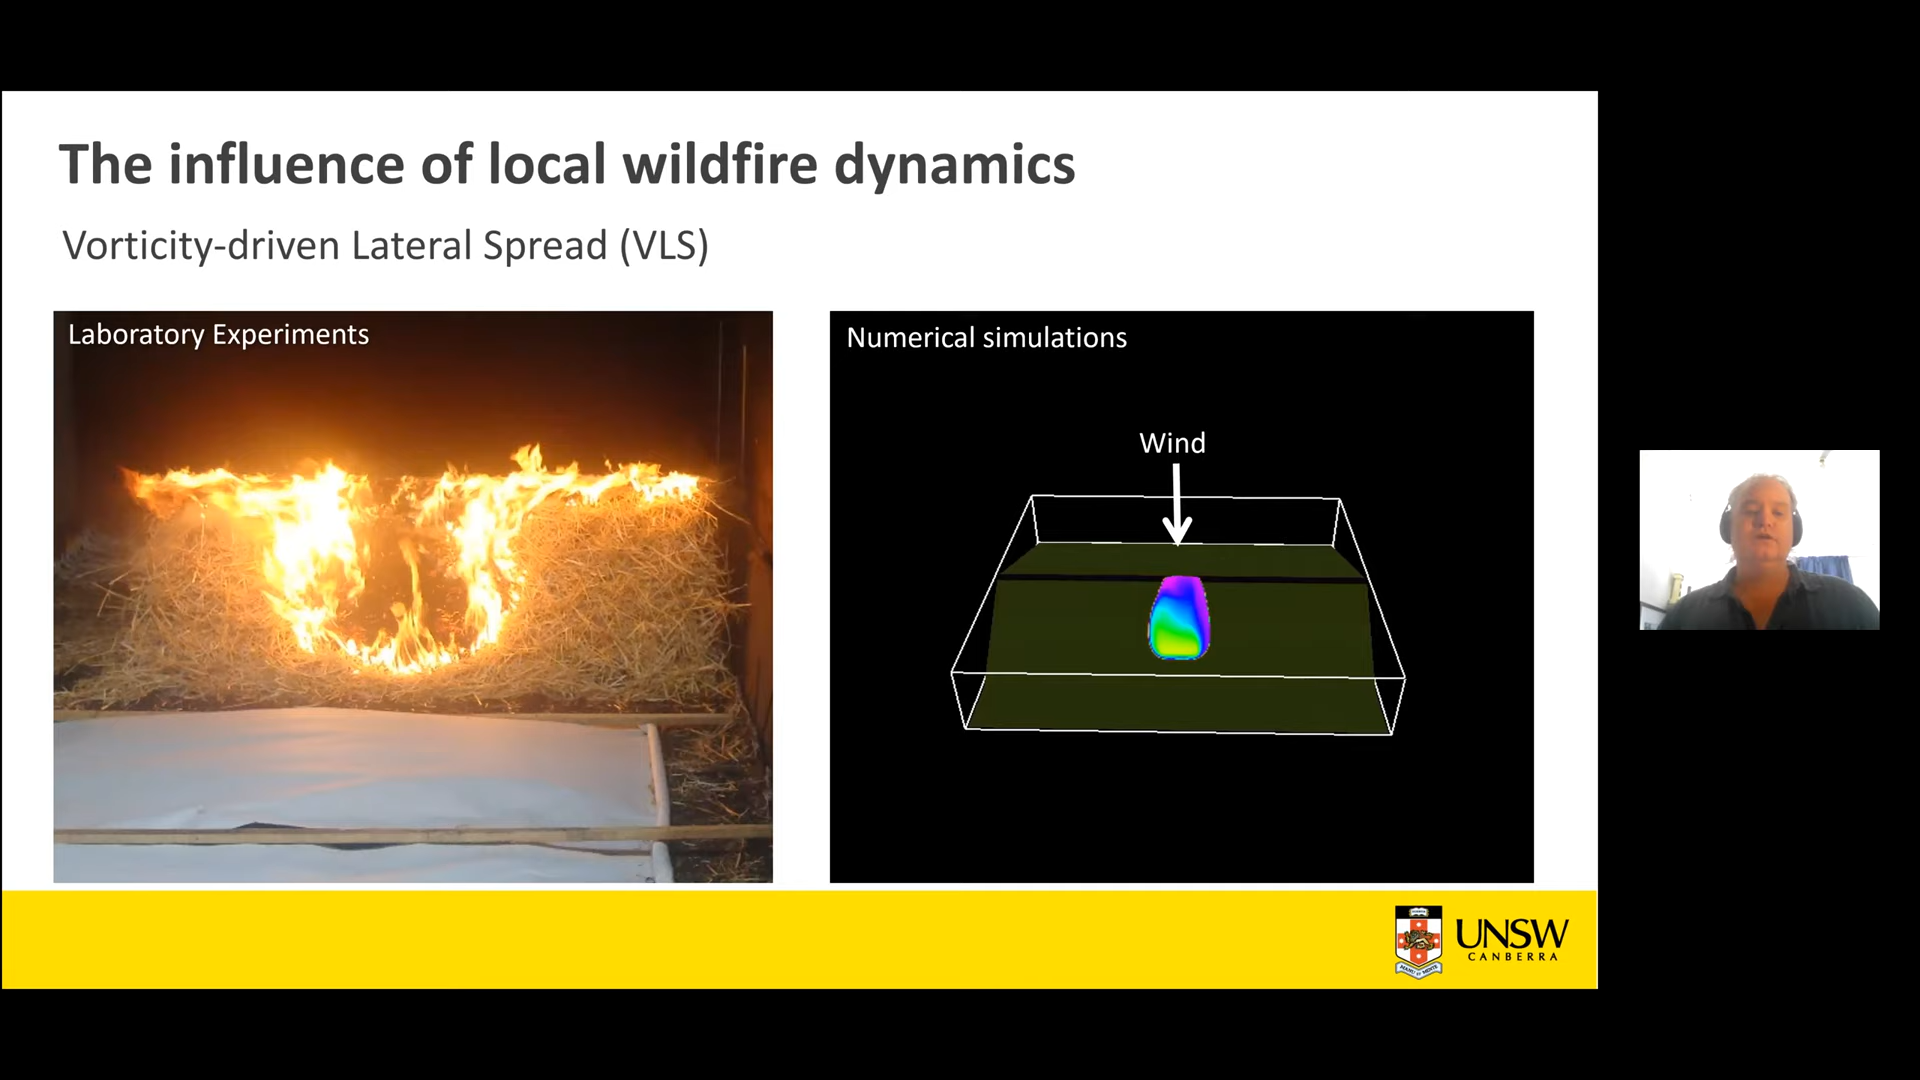 The influence of local wildfire dynamics
Vorticity-driven Lateral Spread (VLS)
Laboratory Experiments
Numerical simulations
Wind
UNSW
CANBERRA